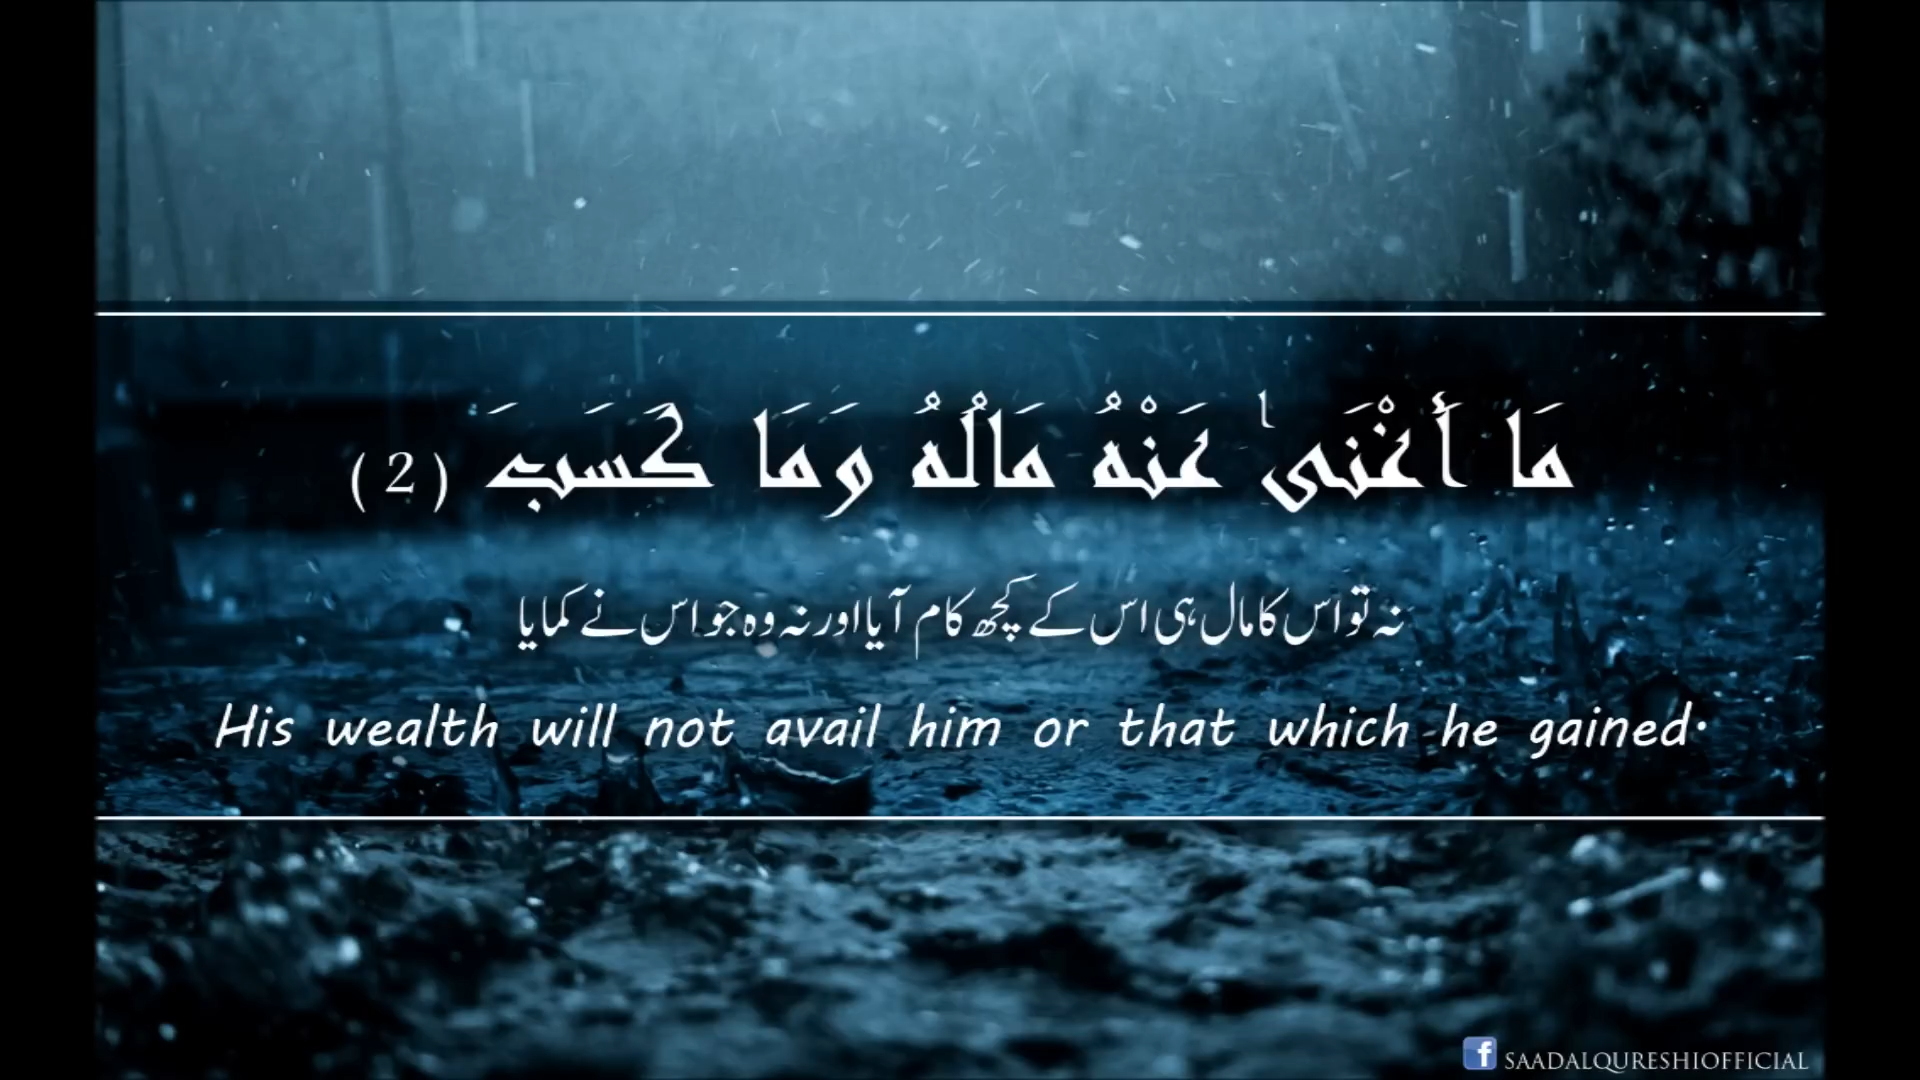 مَا أَغْنَىٰ عَنْهُ مَالُهُ وَمَا كَسَبَ (2)
نہ تو اس کا مال ہی اس کے کچھ کام آیا اور نہ وہ جو اس نے کمایا
His wealth will not avail him or that which he gained.
f SAADALQURESHIOFFICIAL